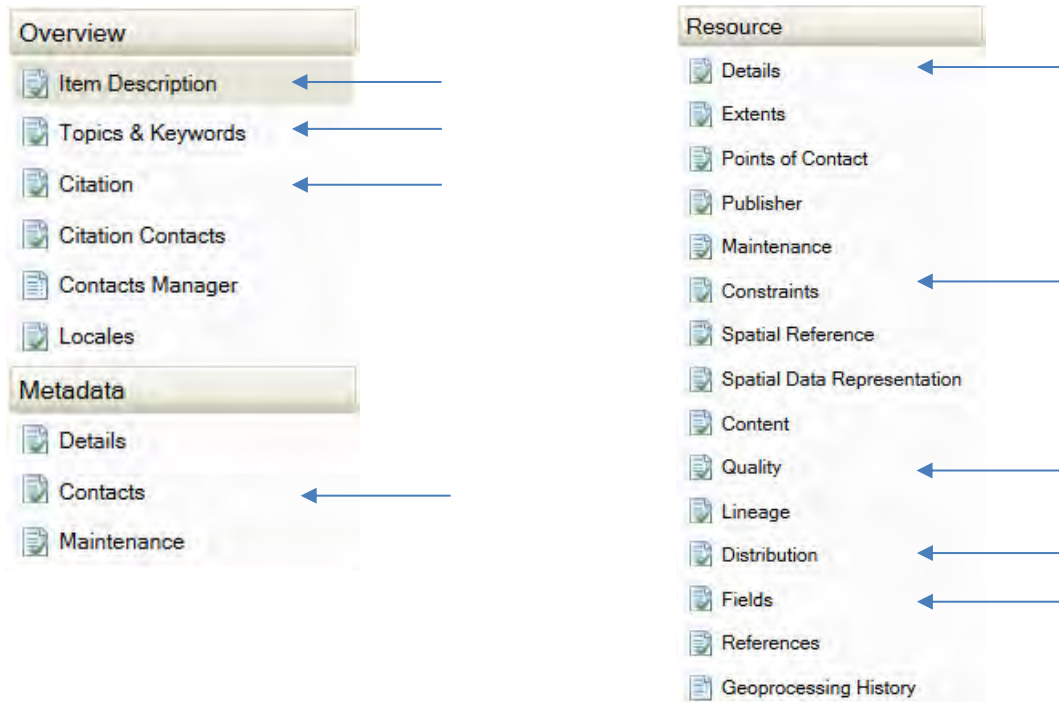 Overview
Item Description
Topics & Keywords
Citation
Citation Contacts
Contacts Manager
Locales
Metadata
Details
Contacts
Maintenance
Resource
Details
Extents
Points of Contact
Publisher
Maintenance
Constraints
Spatial Reference
Spatial Data Representation
Content
Quality
Lineage
Distribution
Fields
References
Geoprocessing History